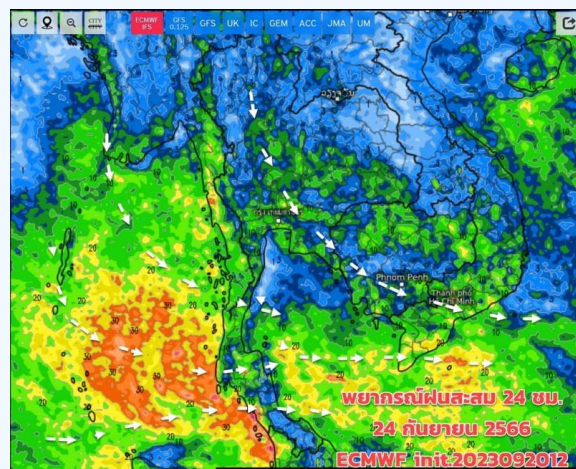 CITY
CITY
ECMWF
IFS
GFS
0.125
GFS
UK
IC
GEM
ACC
JMA
UM
Phnom Penh
Thành phố
Hồ Chí Minh
พยากรณ์ฝนสะสม 24 ชม.
24 กันยายน 2566
ECMWF init.2023092012